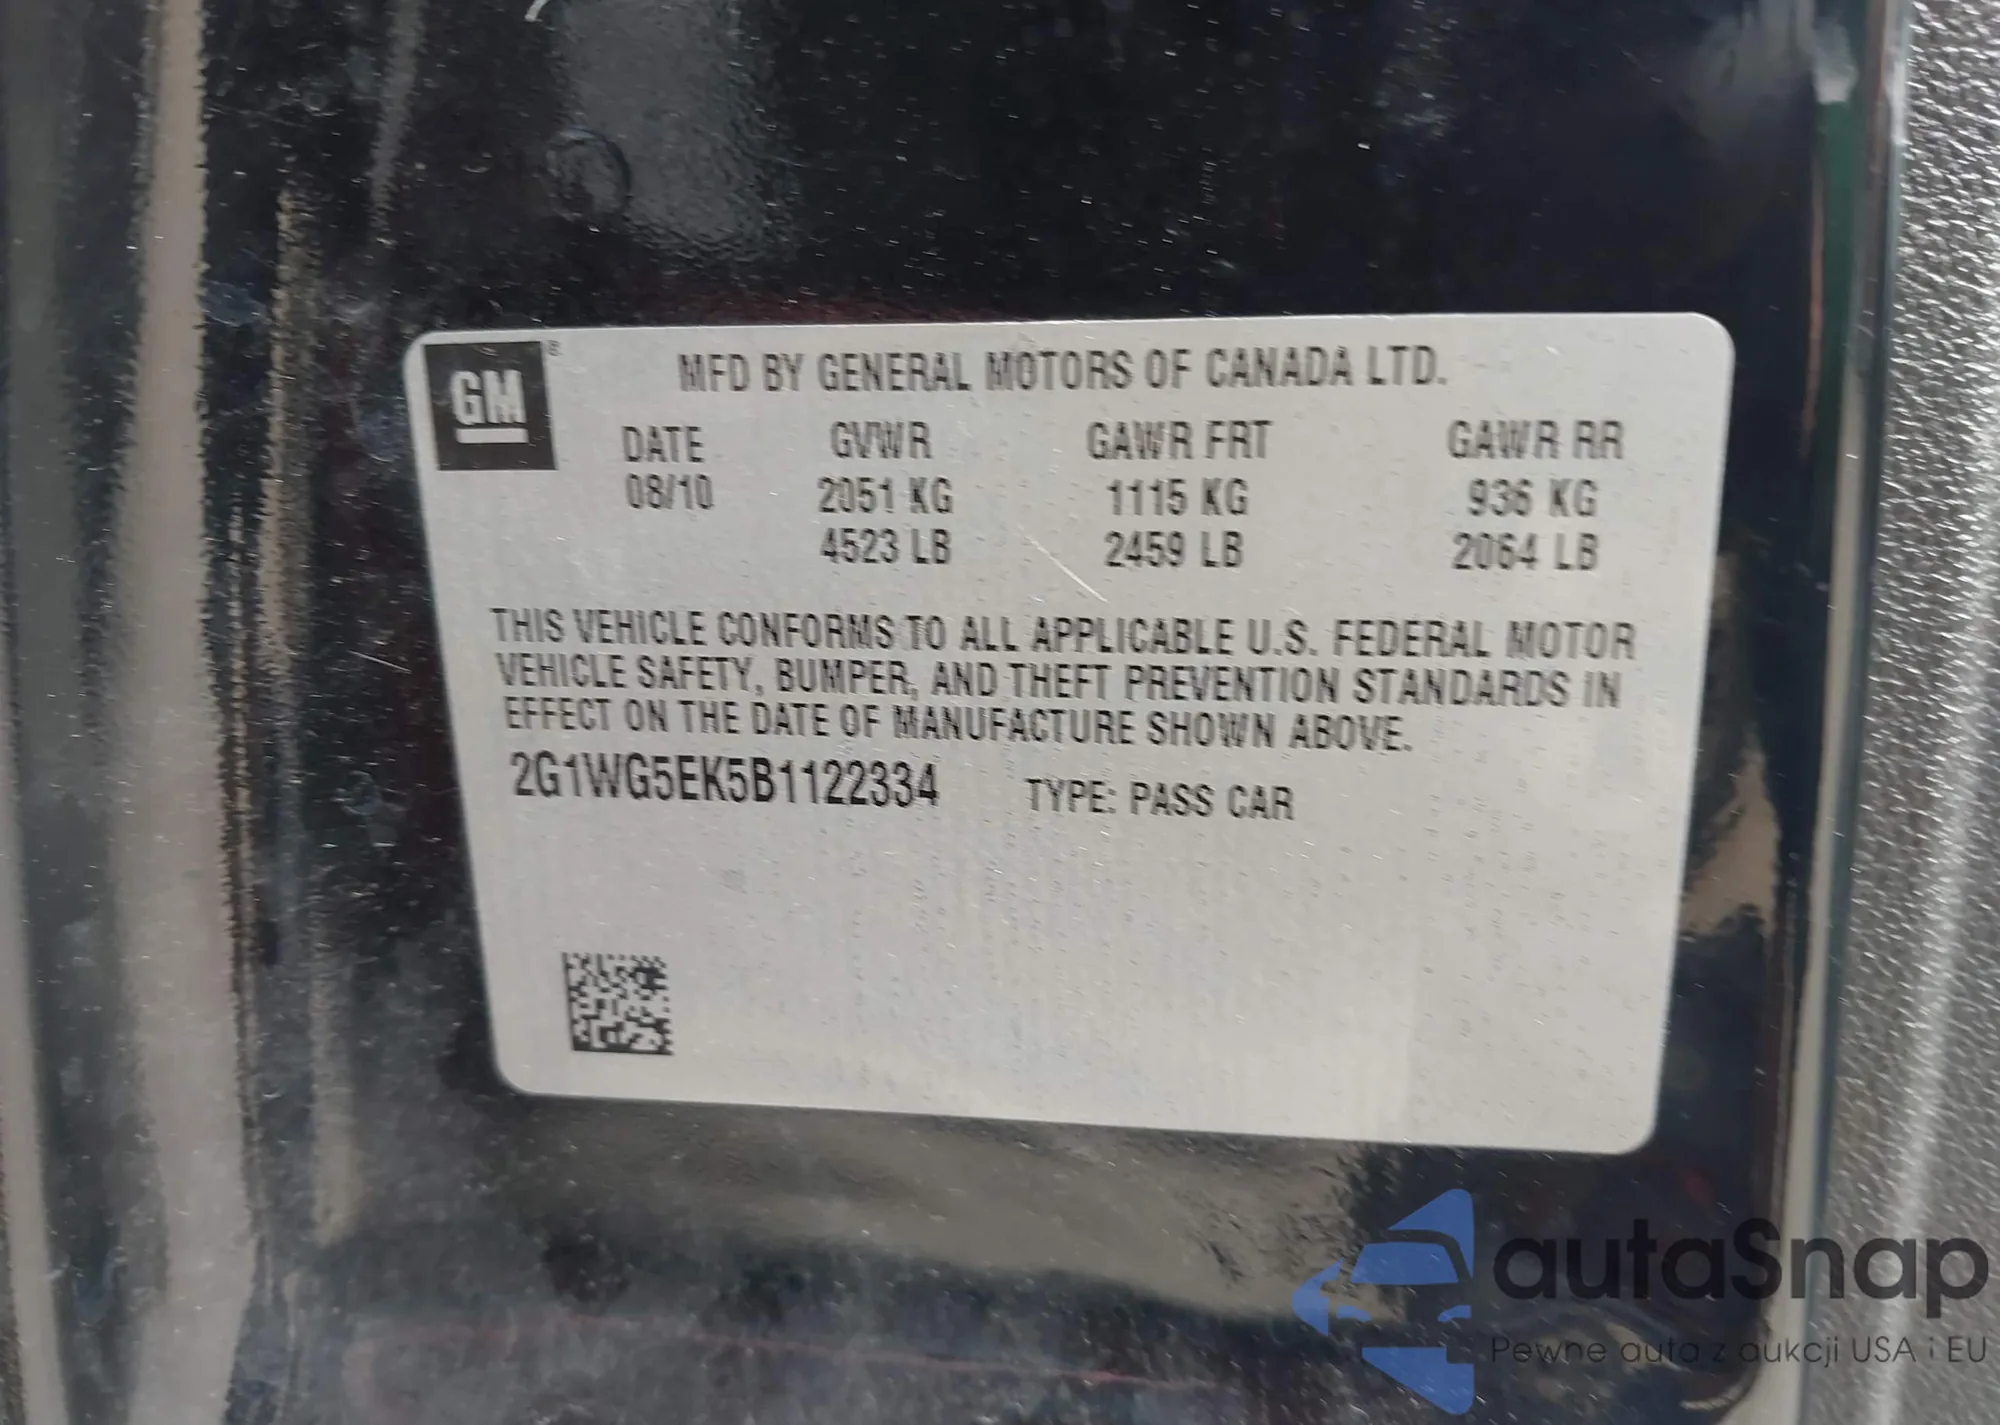 GM
MFD BY GENERAL MOTORS OF CANADA LTD.
DATE GVWR GAWR FRT GAWR RR
08/10 2051 KG 1115 KG 936 KG
4523 LB 2459 LB 2064 LB
THIS VEHICLE CONFORMS TO ALL APPLICABLE U.S. FEDERAL MOTOR
VEHICLE SAFETY, BUMPER, AND THEFT PREVENTION STANDARDS IN
EFFECT ON THE DATE OF MANUFACTURE SHOWN ABOVE.
2G1WG5EK5B1122334 TYPE: PASS CAR
autaSnap
Pewne auta z aukcji USA i EU